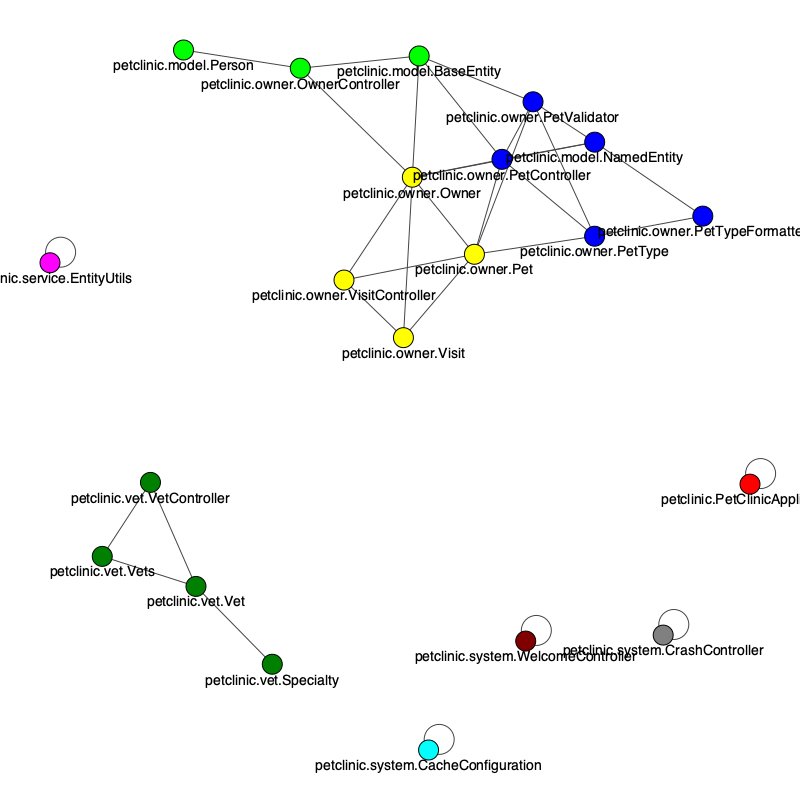 petclinic.model.Person
petclinic.model.BaseEntity
petclinic.owner.OwnerController
petclinic.owner.PetValidator
petclinic.model.NamedEntity
petclinic.owner.PetController
petclinic.owner.Owner
petclinic.owner.PetTypeFormatte
petclinic.owner.PetType
petclinic.owner.Pet
nic.service.EntityUtils
petclinic.owner.VisitController
petclinic.owner.Visit
petclinic.vet.VetController
petclinic.PetClinicAppli
petclinic.vet.Vets
petclinic.vet.Vet
petclinic.system.CrashController
petclinic.system.WelcomeController
petclinic.vet.Specialty
petclinic.system.CacheConfiguration